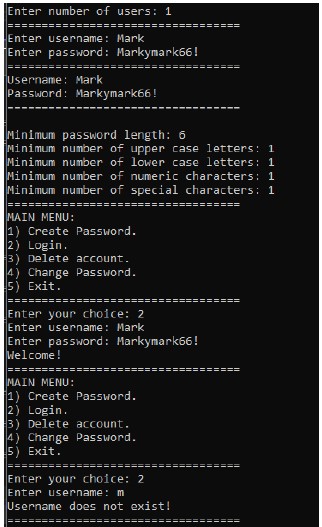 Enter number of users: 1
==================================
Enter username: Mark
Enter password: Markymark66!
==================================
Username: Mark
Password: Markymark66!
----------------------------------
Minimum password length: 6
Minimum number of upper case letters: 1
Minimum number of lower case letters: 1
Minimum number of numeric characters: 1
Minimum number of special characters: 1
==================================
MAIN MENU:
1) Create Password.
2) Login.
3) Delete account.
4) Change Password.
5) Exit.
==================================
Enter your choice: 2
Enter username: Mark
Enter password: Markymark66!
Welcome!
==================================
MAIN MENU:
1) Create Password.
2) Login.
3) Delete account.
4) Change Password.
5) Exit.
==================================
Enter your choice: 2
Enter username: m
Username does not exist!
==================================